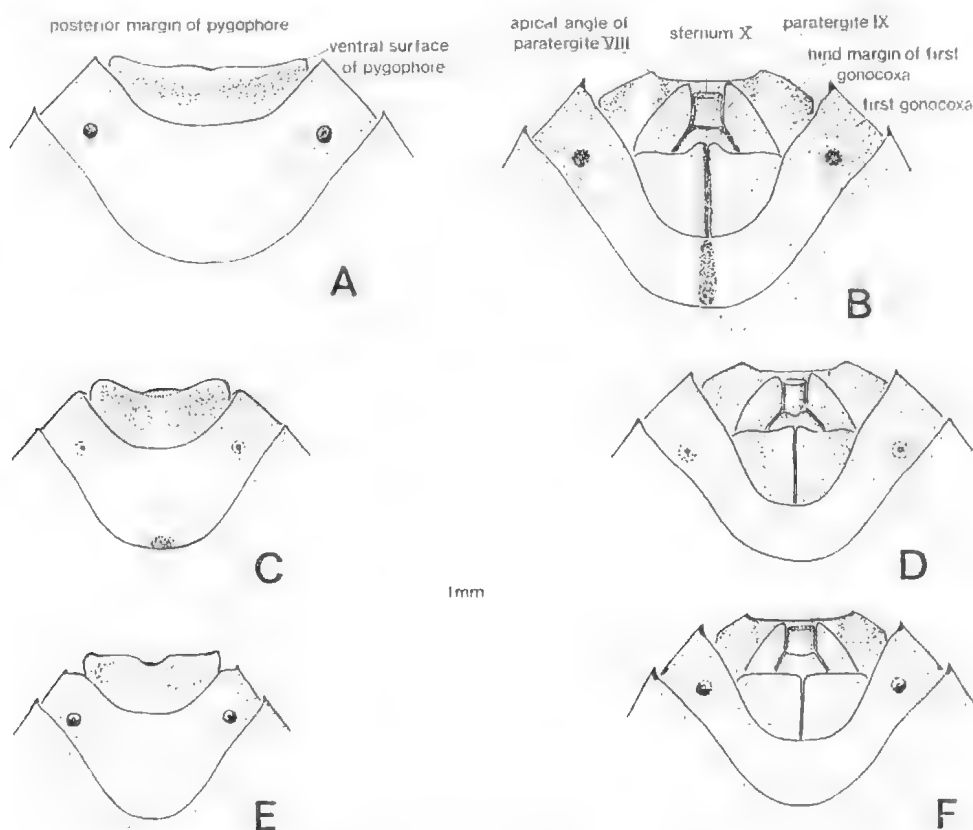 posterior margin of pygophore
ventral surface
of pygophore
A
apical angle of
paratergite VIII
sternum X
paratergite IX
hind margin of first
gonocoxa
first gonocoxa
B
C
D
1mm
E
F